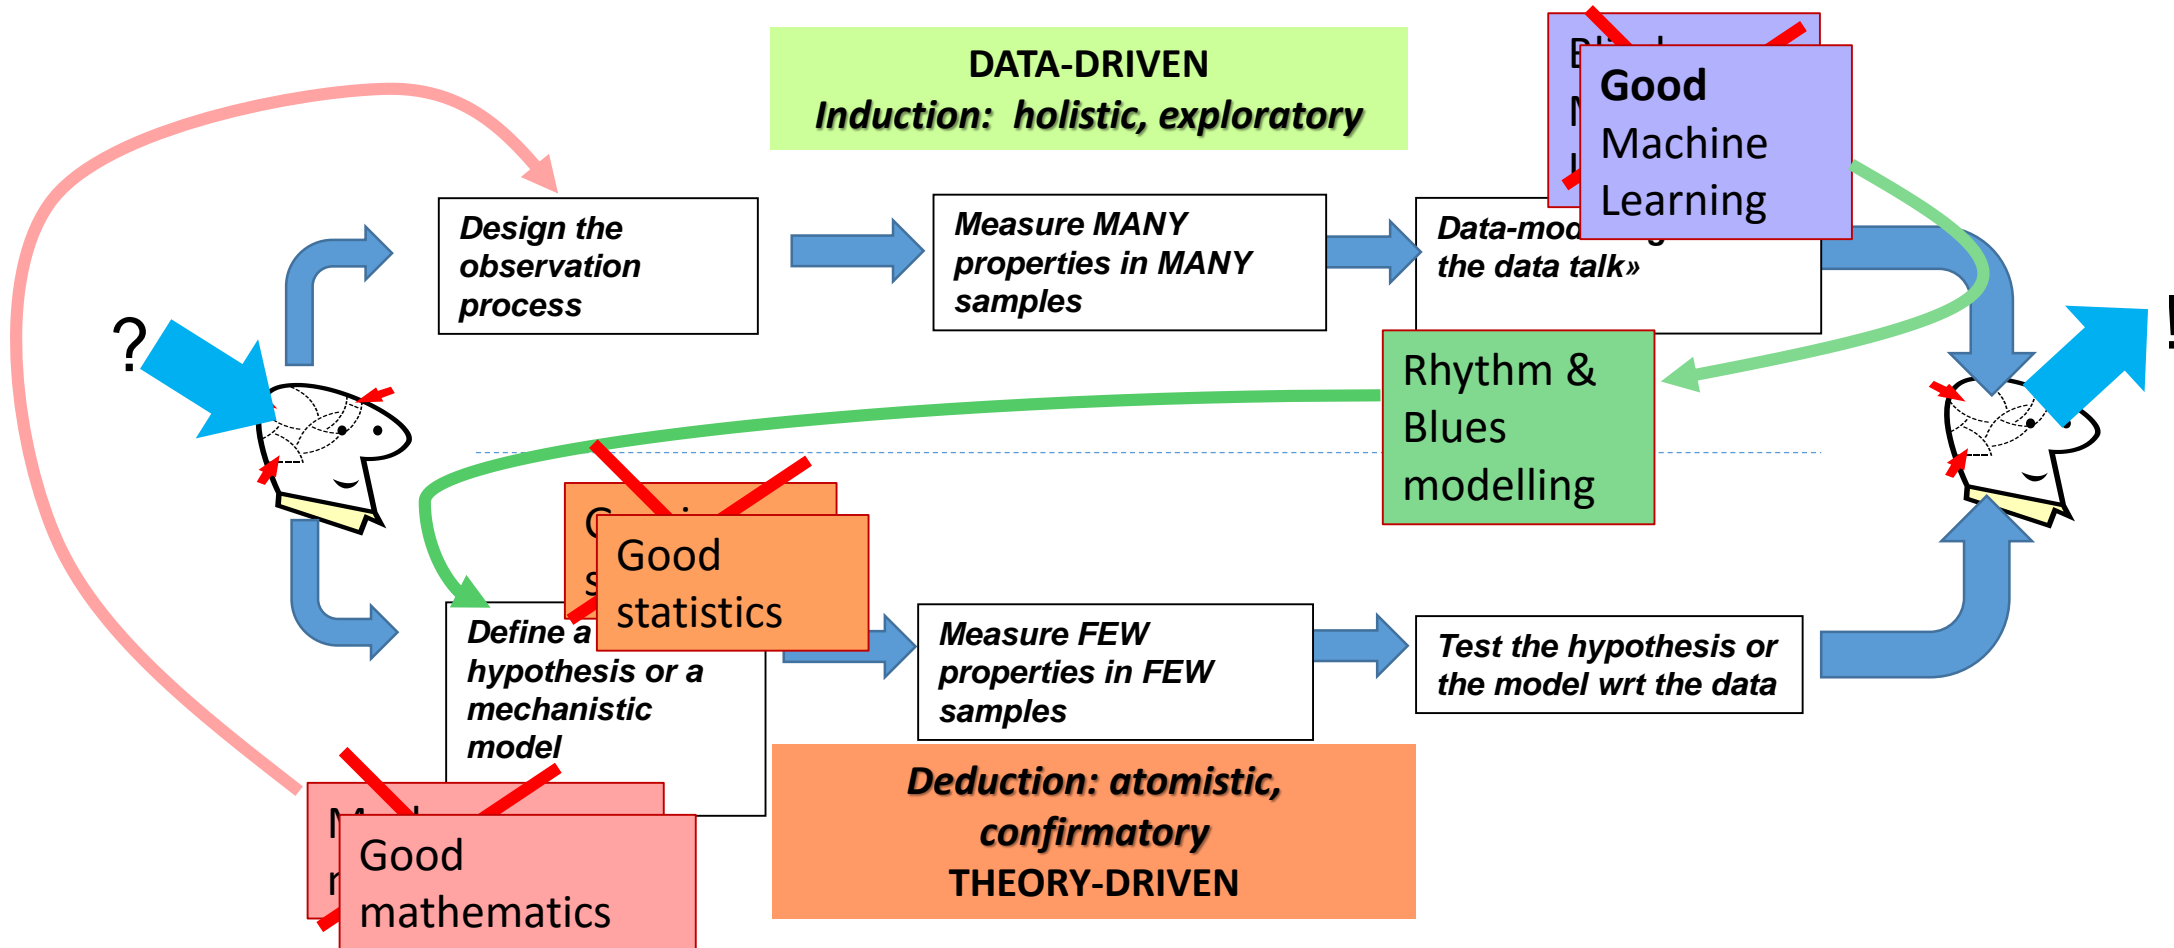 DATA-DRIVEN
Induction: holistic, exploratory
Good
Machine
Learning
Design the
observation
process
Measure MANY
properties in MANY
samples
the data talk»
?
!
Rhythm &
Blues
modelling
Good
statistics
Define a
hypothesis or a
mechanistic
model
Measure FEW
properties in FEW
samples
Test the hypothesis or
the model wrt the data
Deduction: atomistic,
confirmatory
THEORY-DRIVEN
Good
mathematics